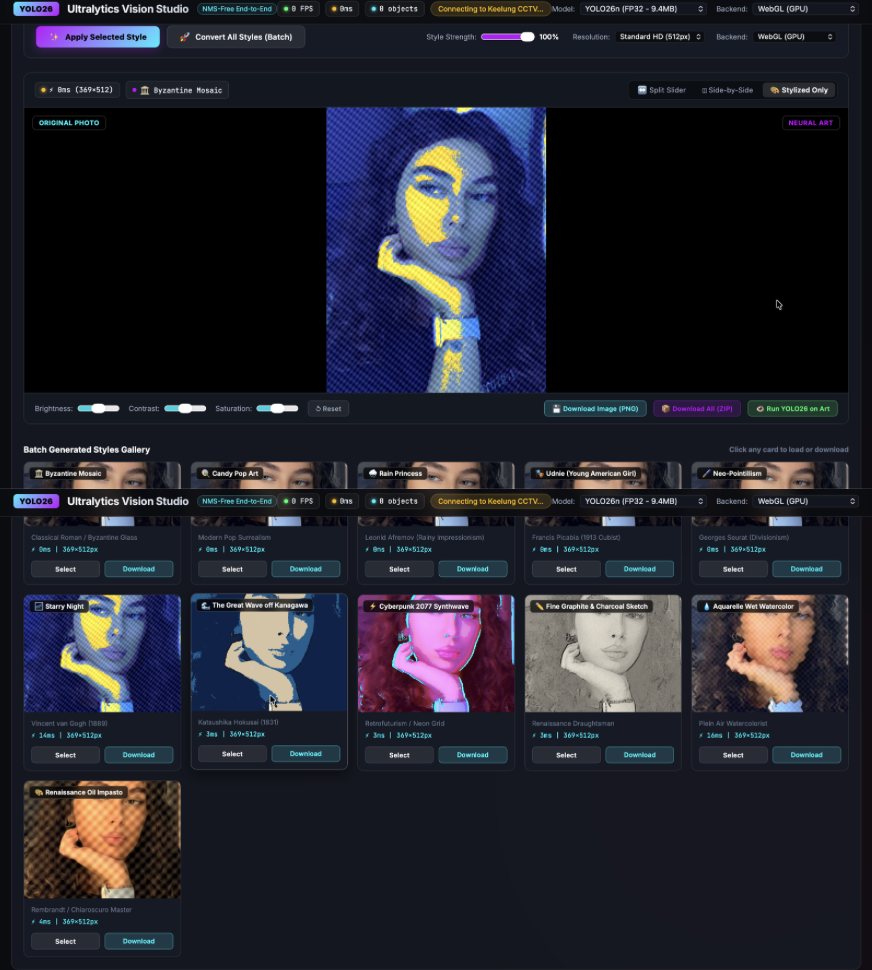 YOLO26 Ultralytics Vision Studio NMS-Free End-to-End 0 FPS 0ms 0 objects Connecting to Keelung CCTV... Model: YOLO26n (FP32 - 9.4MB) Backend: WebGL (GPU)
Apply Selected Style Convert All Styles (Batch) Style Strength: 100% Resolution: Standard HD (512px) Backend: WebGL (GPU)
0ms (369×512) Byzantine Mosaic Split Slider Side-by-Side Stylized Only
ORIGINAL PHOTO NEURAL ART
Brightness: Contrast: Saturation: Reset Download Image (PNG) Download All (ZIP) Run YOLO26 on Art
Batch Generated Styles Gallery Click any card to load or download
Byzantine Mosaic Candy Pop Art Rain Princess Udnie (Young American Girl) Neo-Pointillism
YOLO26 Ultralytics Vision Studio NMS-Free End-to-End 0 FPS 0ms 0 objects Connecting to Keelung CCTV... Model: YOLO26n (FP32 - 9.4MB) Backend: WebGL (GPU)
Classical Roman / Byzantine Glass Modern Pop Surrealism Leonid Afremov (Rainy Impressionism) Francis Picabia (1913 Cubist) Georges Seurat (Divisionism)
0ms | 369×512px 0ms | 369×512px 0ms | 369×512px 0ms | 369×512px 0ms | 369×512px
Select Download Select Download Select Download Select Download Select Download
Starry Night The Great Wave off Kanagawa Cyberpunk 2077 Synthwave Fine Graphite & Charcoal Sketch Aquarelle Wet Watercolor
Vincent van Gogh (1889) Katsushika Hokusai (1831) Retrofuturism / Neon Grid Renaissance Draughtsman Plein Air Watercolorist
14ms | 369×512px 3ms | 369×512px 3ms | 369×512px 3ms | 369×512px 16ms | 369×512px
Select Download Select Download Select Download Select Download Select Download
Renaissance Oil Impasto
Rembrandt / Chiaroscuro Master
4ms | 369×512px
Select Download